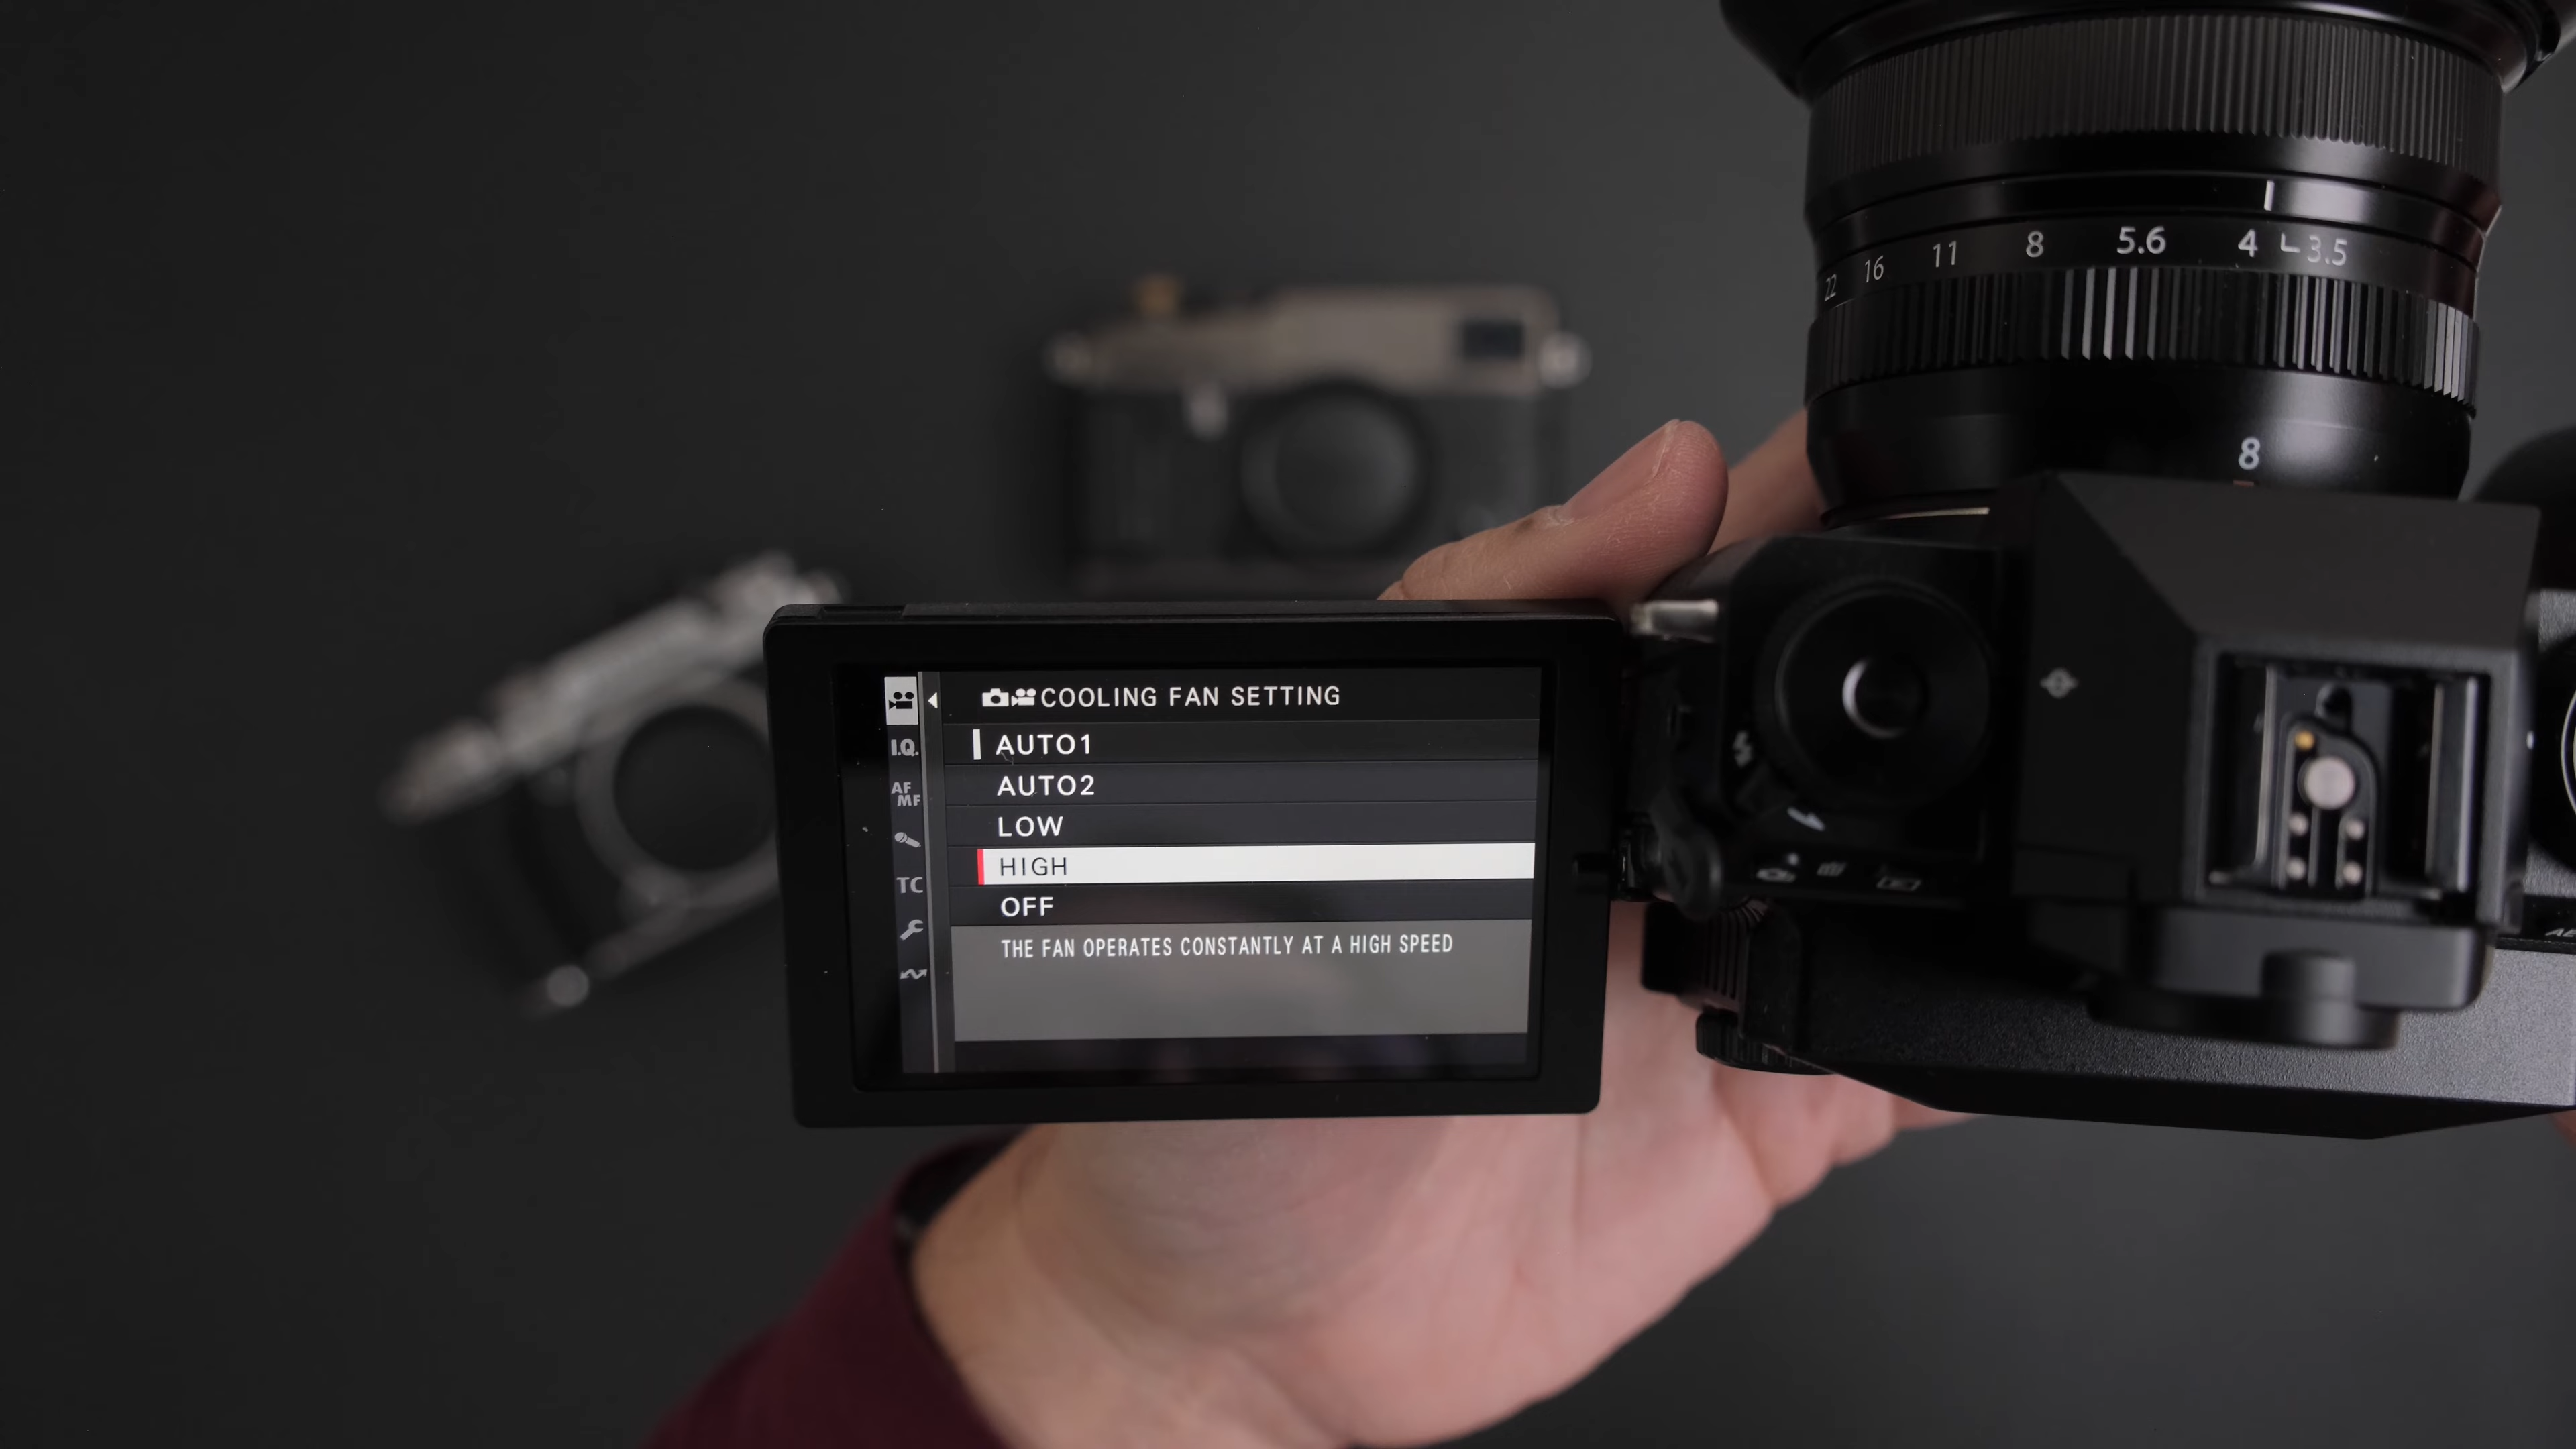 22 16 11 8 5.6 4 3.5
8
COOLING FAN SETTING
AUTO1
I.Q.
AUTO2
AF
MF
LOW
HIGH
TC
OFF
THE FAN OPERATES CONSTANTLY AT A HIGH SPEED